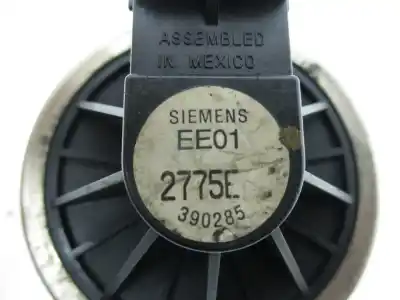 ASSEMBLED
IN MEXICO
SIEMENS
EE01
2775E
390285